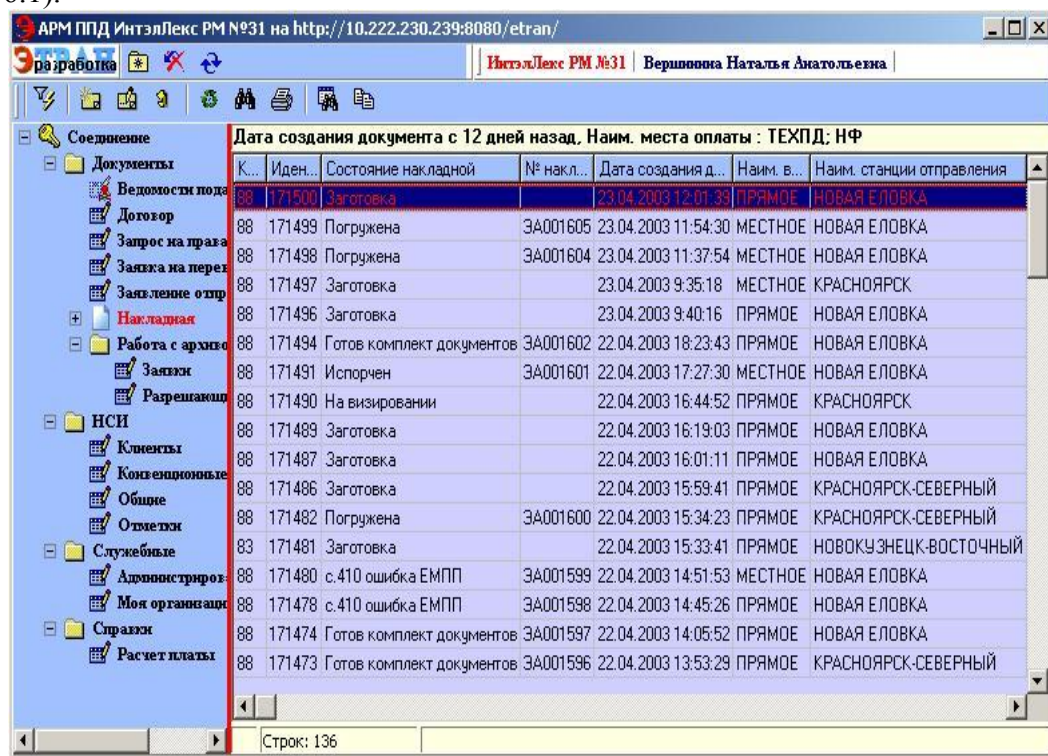 6.1).
АРМ ППД ИнтэлЛекс РМ №31 на http://10.222.230.239:8080/etran/
ЭТРАН
разработка
ИнтэлЛекс РМ №31 Вершинина Наталья Анатольевна
Соединение
Документы
Ведомости пода
Договор
Запрос на права
Заявка на перев
Заявление отпр
Накладная
Работа с архиво
Заявки
Разрешающи
НСИ
Клиенты
Конвенционные
Общие
Отметки
Служебные
Администриров
Моя организаци
Справки
Расчет платы
Дата создания документа с 12 дней назад, Наим. места оплаты : ТЕХПД; НФ
К... Иден... Состояние накладной № накл... Дата создания д... Наим. в... Наим. станции отправления
88 171500 Заготовка 23.04.2003 12:01:39 ПРЯМОЕ НОВАЯ ЕЛОВКА
88 171499 Погружена ЭА001605 23.04.2003 11:54:30 МЕСТНОЕ НОВАЯ ЕЛОВКА
88 171498 Погружена ЭА001604 23.04.2003 11:37:54 МЕСТНОЕ НОВАЯ ЕЛОВКА
88 171497 Заготовка 23.04.2003 9:35:18 МЕСТНОЕ КРАСНОЯРСК
88 171496 Заготовка 23.04.2003 9:40:16 ПРЯМОЕ НОВАЯ ЕЛОВКА
88 171494 Готов комплект документов ЭА001602 22.04.2003 18:23:43 ПРЯМОЕ НОВАЯ ЕЛОВКА
88 171491 Испорчен ЭА001601 22.04.2003 17:27:30 МЕСТНОЕ НОВАЯ ЕЛОВКА
88 171490 На визировании 22.04.2003 16:44:52 ПРЯМОЕ КРАСНОЯРСК
88 171489 Заготовка 22.04.2003 16:19:03 ПРЯМОЕ НОВАЯ ЕЛОВКА
88 171487 Заготовка 22.04.2003 16:01:11 ПРЯМОЕ НОВАЯ ЕЛОВКА
88 171486 Заготовка 22.04.2003 15:59:41 ПРЯМОЕ КРАСНОЯРСК-СЕВЕРНЫЙ
88 171482 Погружена ЭА001600 22.04.2003 15:34:23 ПРЯМОЕ КРАСНОЯРСК-СЕВЕРНЫЙ
83 171481 Заготовка 22.04.2003 15:33:41 ПРЯМОЕ НОВОКУЗНЕЦК-ВОСТОЧНЫЙ
88 171480 с.410 ошибка ЕМПП ЭА001599 22.04.2003 14:51:53 МЕСТНОЕ НОВАЯ ЕЛОВКА
88 171478 с.410 ошибка ЕМПП ЭА001598 22.04.2003 14:45:26 ПРЯМОЕ НОВАЯ ЕЛОВКА
88 171474 Готов комплект документов ЭА001597 22.04.2003 14:05:52 ПРЯМОЕ НОВАЯ ЕЛОВКА
88 171473 Готов комплект документов ЭА001596 22.04.2003 13:53:29 ПРЯМОЕ КРАСНОЯРСК-СЕВЕРНЫЙ
Строк: 136